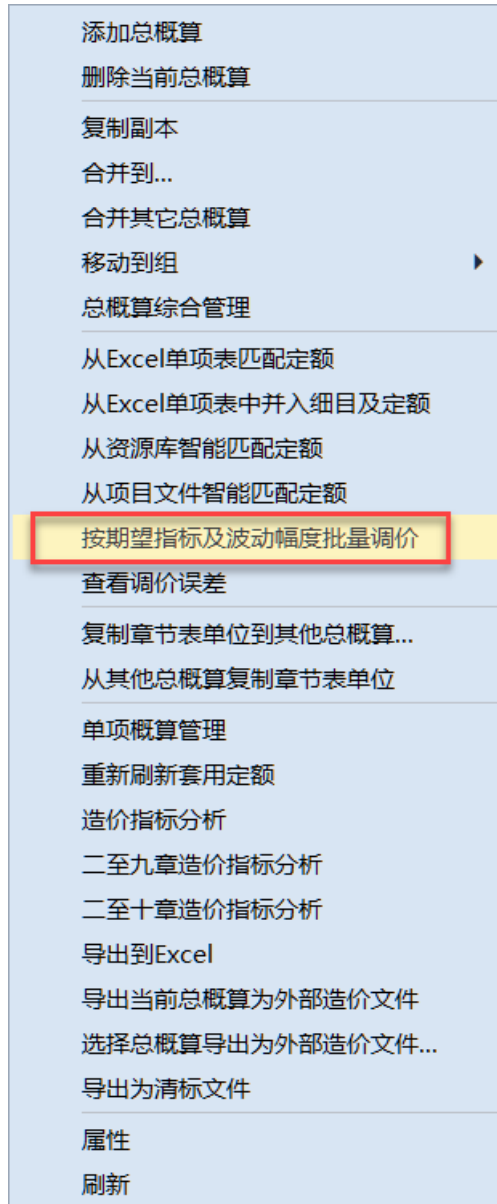 添加总概算
删除当前总概算
复制副本
合并到...
合并其它总概算
移动到组
总概算综合管理
从Excel单项表匹配定额
从Excel单项表中并入细目及定额
从资源库智能匹配定额
从项目文件智能匹配定额
按期望指标及波动幅度批量调价
查看调价误差
复制章节表单位到其他总概算...
从其他总概算复制章节表单位
单项概算管理
重新刷新套用定额
造价指标分析
二至九章造价指标分析
二至十章造价指标分析
导出到Excel
导出当前总概算为外部造价文件
选择总概算导出为外部造价文件...
导出为清标文件
属性
刷新